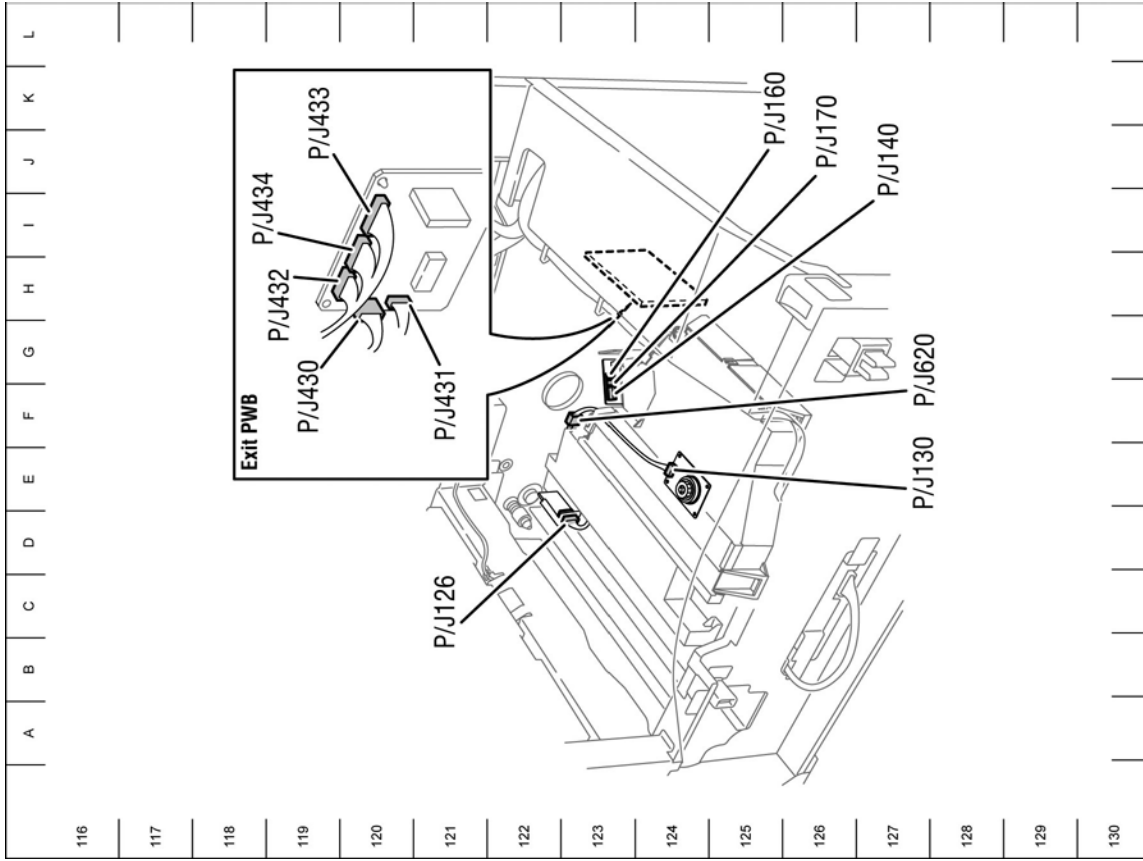 L
K
J
I
H
G
F
E
D
C
B
A
116
117
118
119
120
121
122
123
124
125
126
127
128
129
130
Exit PWB
P/J430
P/J432
P/J434
P/J433
P/J431
P/J126
P/J160
P/J170
P/J140
P/J620
P/J130